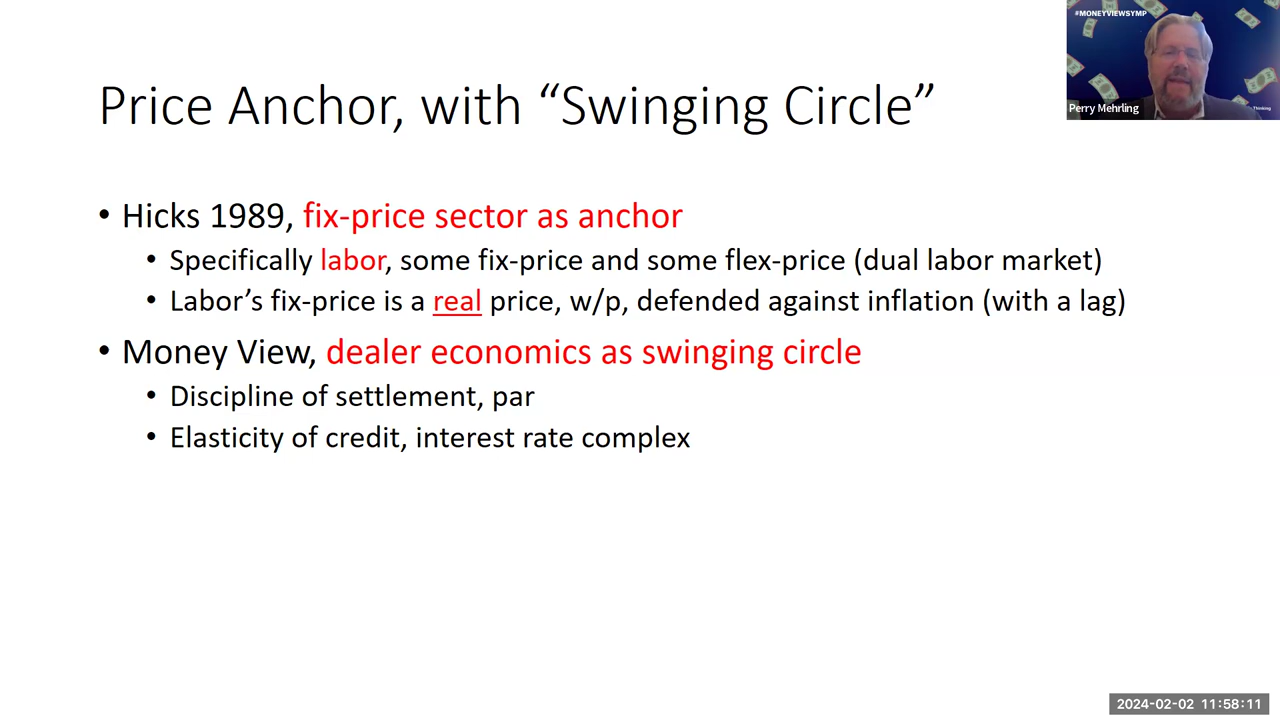 #MONEYVIEWSYMP
Perry Mehrling
Thinking
Price Anchor, with “Swinging Circle”
• Hicks 1989, fix-price sector as anchor
• Specifically labor, some fix-price and some flex-price (dual labor market)
• Labor’s fix-price is a real price, w/p, defended against inflation (with a lag)
• Money View, dealer economics as swinging circle
• Discipline of settlement, par
• Elasticity of credit, interest rate complex
2024-02-02 11:58:11